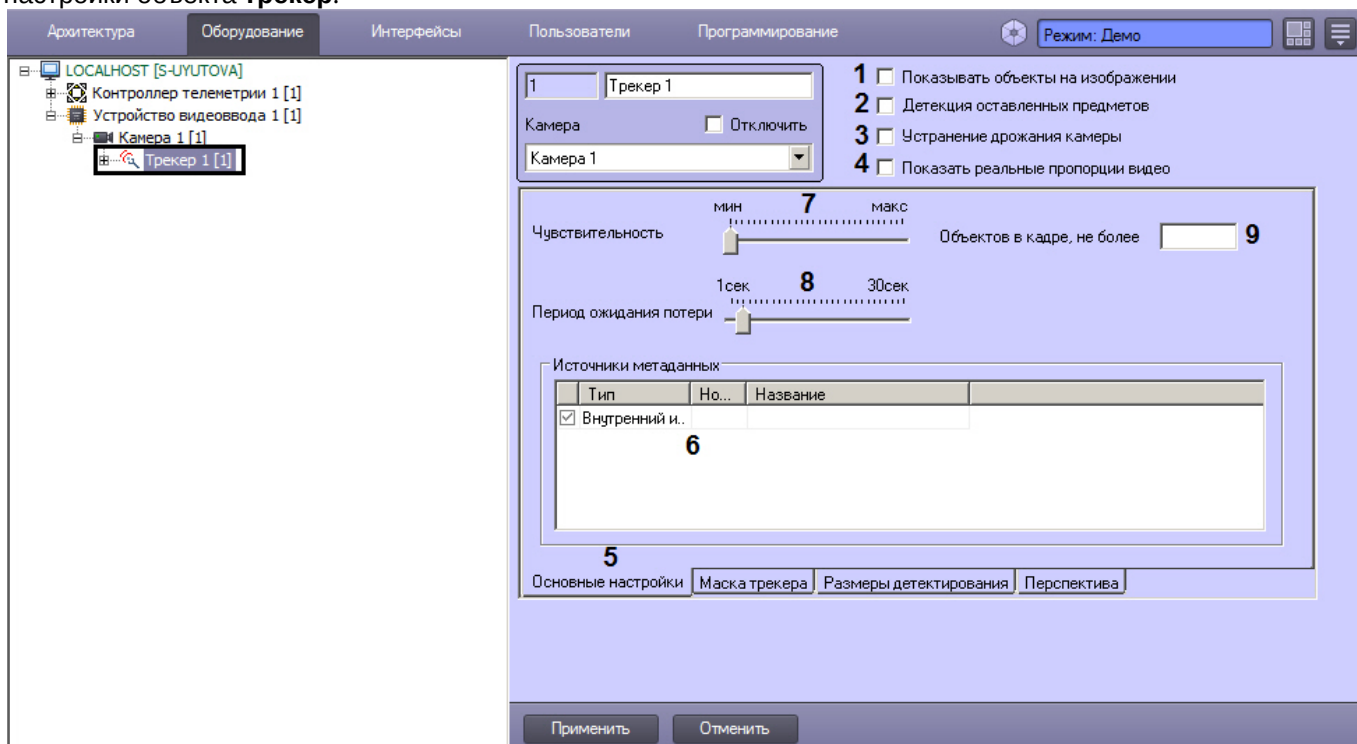 настройки объекта Трекер.
Архитектура Оборудование Интерфейсы Пользователи Программирование Режим: Демо
LOCALHOST [S-UYUTOVA]
Контроллер телеметрии 1 [1]
Устройство видеоввода 1 [1]
Камера 1 [1]
Трекер 1 [1]
1 Трекер 1
Камера Отключить
Камера 1
1 Показывать объекты на изображении
2 Детекция оставленных предметов
3 Устранение дрожания камеры
4 Показать реальные пропорции видео
мин 7 макс
Чувствительность
Объектов в кадре, не более 9
1сек 8 30сек
Период ожидания потери
Источники метаданных
Тип Но... Название
Внутренний и..
6
5
Основные настройки Маска трекера Размеры детектирования Перспектива
Применить Отменить